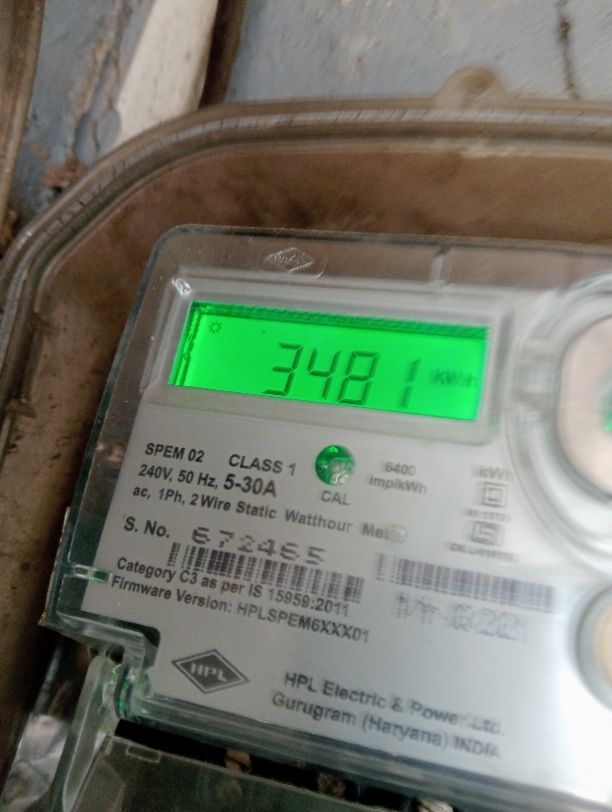 3481 kWh
SPEM 02 CLASS 1
240V, 50 Hz, 5-30A
ac, 1Ph, 2 Wire Static Watthour Meter
CAL
6400
imp/kWh
kWh
S. No. 672465
Category C3 as per IS 15959:2011
Firmware Version: HPLSPEM6XXX01
HPL
HPL Electric & Power Ltd.
Gurugram (Haryana) INDIA